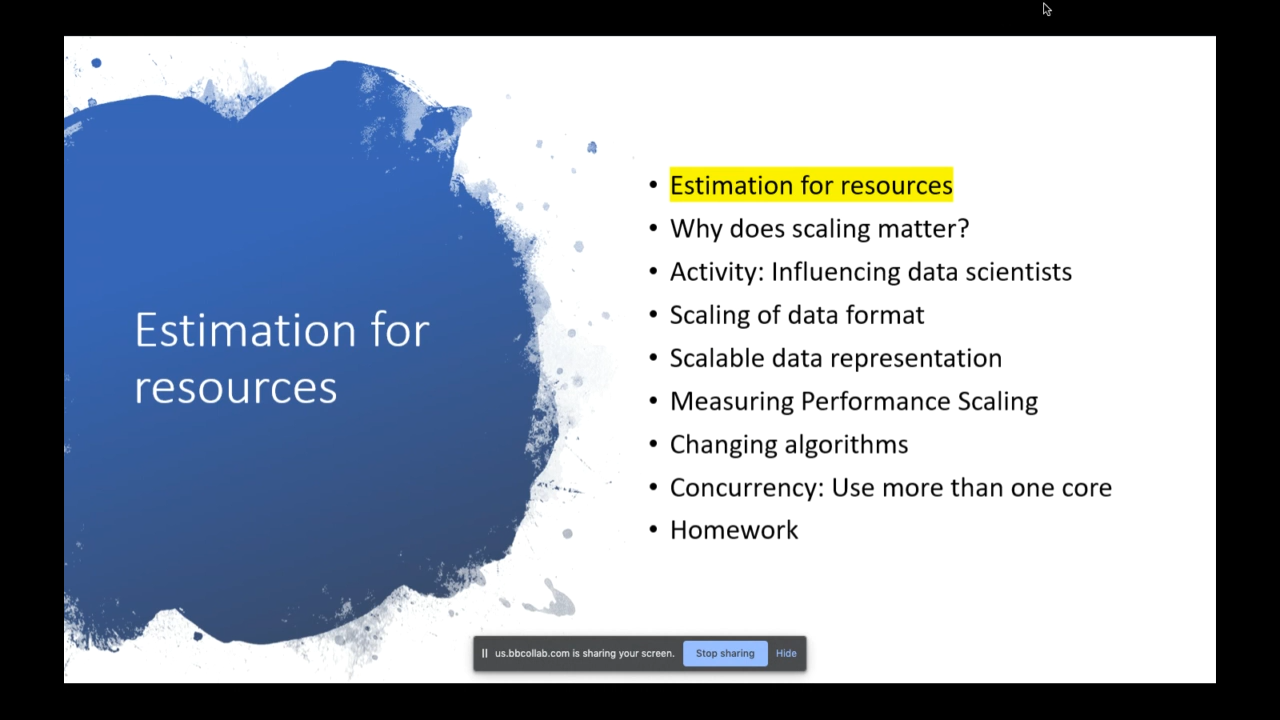 Estimation for
resources
• Estimation for resources
• Why does scaling matter?
• Activity: Influencing data scientists
• Scaling of data format
• Scalable data representation
• Measuring Performance Scaling
• Changing algorithms
• Concurrency: Use more than one core
• Homework
us.bbcollab.com is sharing your screen. Stop sharing Hide